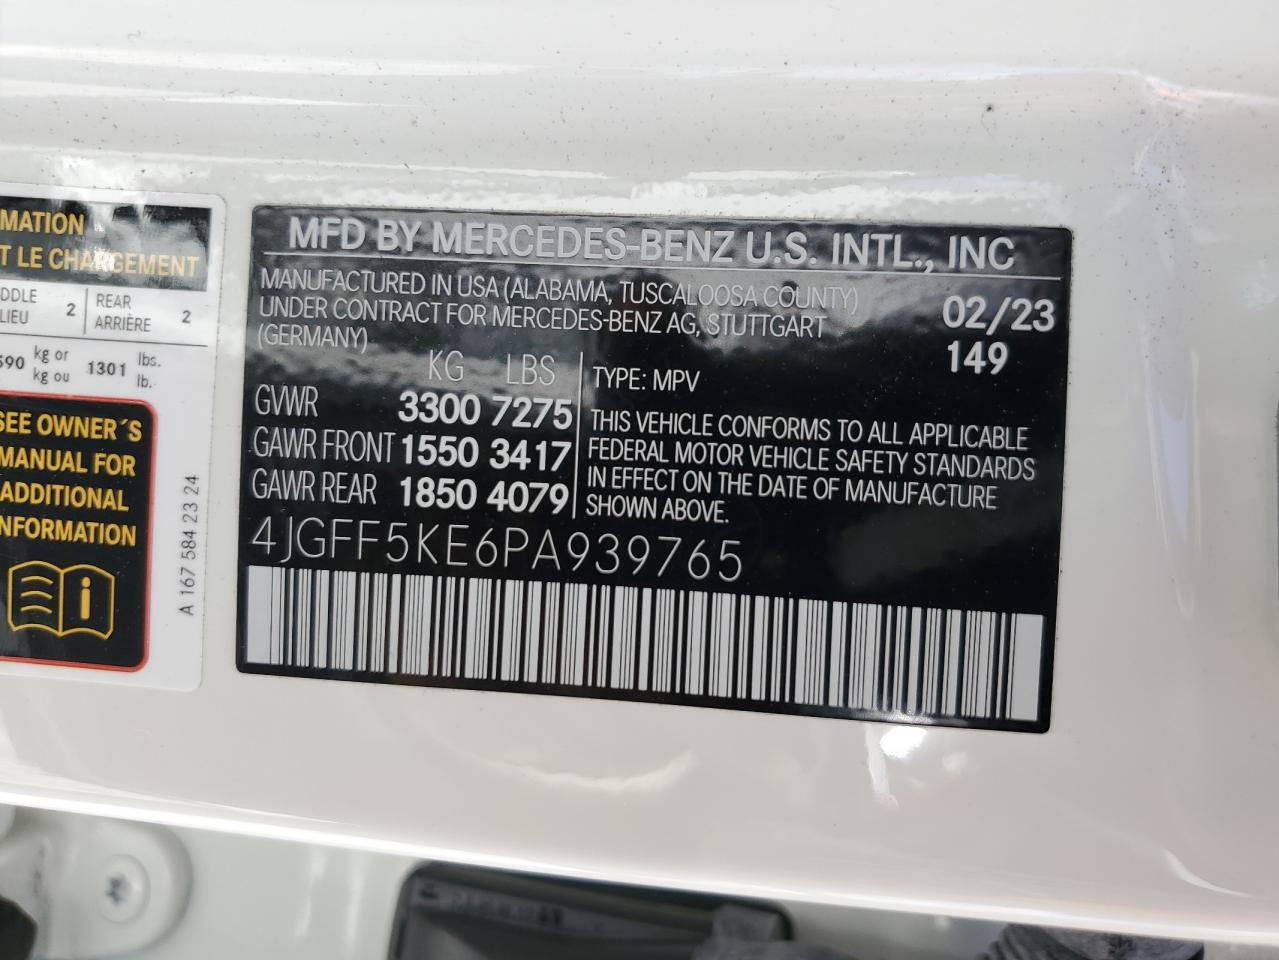 MATION
T LE CHARGEMENT
DDLE
LIEU 2
REAR
ARRIÈRE 2
590 kg or
kg ou 1301 lbs.
lb.
SEE OWNER´S
MANUAL FOR
ADDITIONAL
INFORMATION
i
A 167 584 23 24
MFD BY MERCEDES-BENZ U.S. INTL., INC
MANUFACTURED IN USA (ALABAMA, TUSCALOOSA COUNTY)
UNDER CONTRACT FOR MERCEDES-BENZ AG, STUTTGART
(GERMANY)
02/23
149
KG LBS
GVWR 3300 7275
GAWR FRONT 1550 3417
GAWR REAR 1850 4079
TYPE: MPV
THIS VEHICLE CONFORMS TO ALL APPLICABLE
FEDERAL MOTOR VEHICLE SAFETY STANDARDS
IN EFFECT ON THE DATE OF MANUFACTURE
SHOWN ABOVE.
4JGFF5KE6PA939765